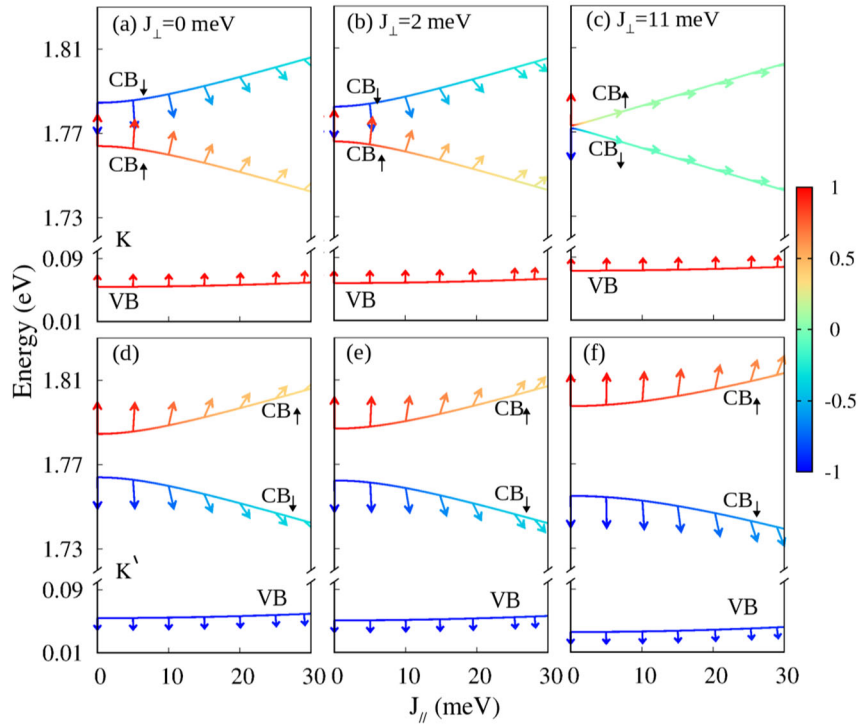 (a) J⊥=0 meV
(b) J⊥=2 meV
(c) J⊥=11 meV
1.81
1.77
1.73
0.09
0.01
CB↓
CB↑
K
VB
CB↓
CB↑
VB
CB↑
CB↓
VB
1
0.5
0
-0.5
-1
Energy (eV)
(d)
(e)
(f)
1.81
1.77
1.73
0.09
0.01
CB↑
CB↓
K‵
VB
CB↑
CB↓
VB
CB↑
CB↓
VB
0 10 20 30
0 10 20 30
0 10 20 30
J// (meV)